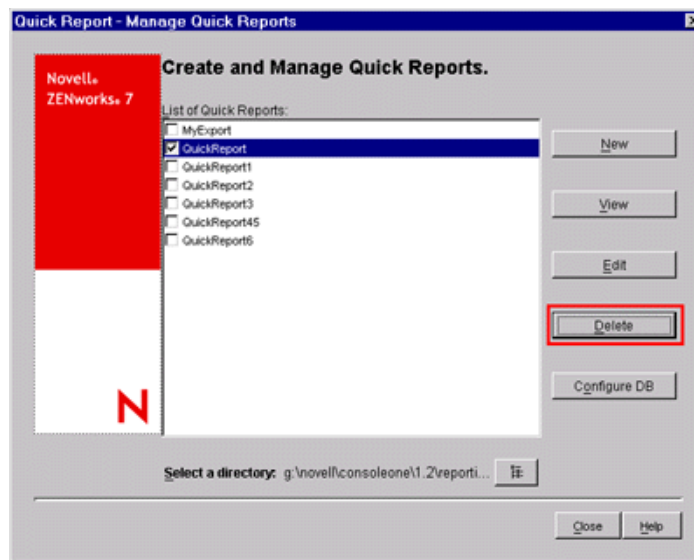 Quick Report - Manage Quick Reports
Novell®
ZENworks® 7
Create and Manage Quick Reports.
List of Quick Reports:
MyExport
QuickReport
QuickReport1
QuickReport2
QuickReport3
QuickReport45
QuickReport6
New
View
Edit
Delete
Configure DB
N
Select a directory: g:\novell\consoleone\1.2\reporti...
Close
Help